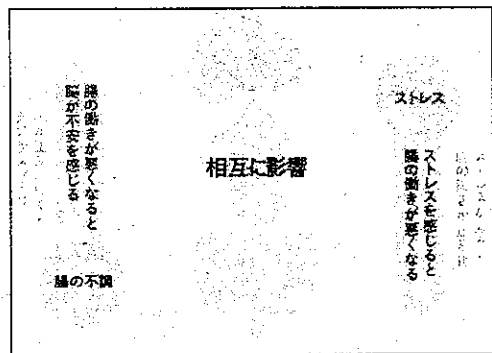 腸の働きが悪くなると
脳が不安を感じる
腸の不調
相互に影響
ストレス
ストレスを感じると
腸の働きが悪くなる